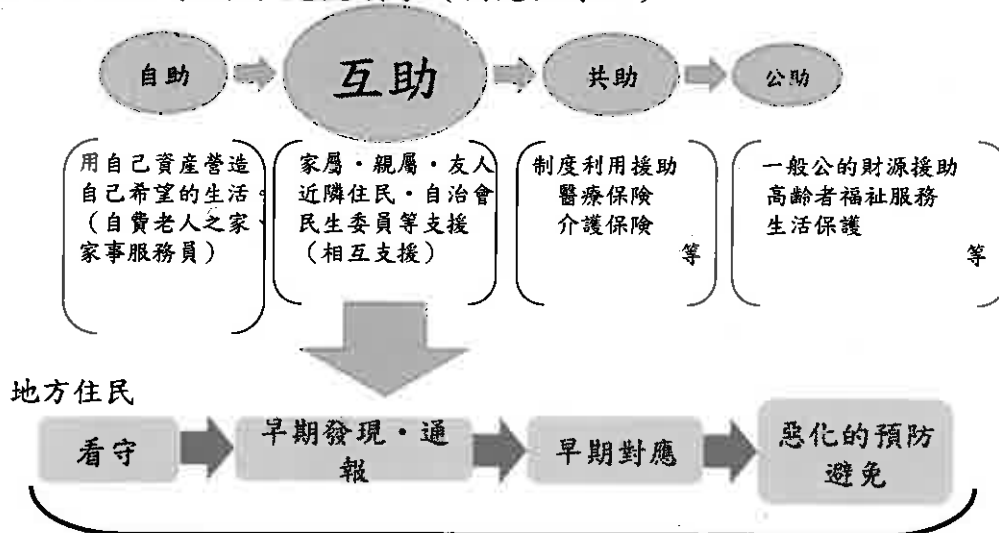 自助
互助
共助
公助
用自己資產營造
自己希望的生活
（自費老人之家、
家事服務員）
家屬・親屬・友人
近隣住民・自治會
民生委員等支援
（相互支援）
制度利用援助
醫療保險
介護保險
等
一般公的財源援助
高齡者福祉服務
生活保護
等
地方住民
看守
早期發現・通
報
早期對應
惡化的預防
避免